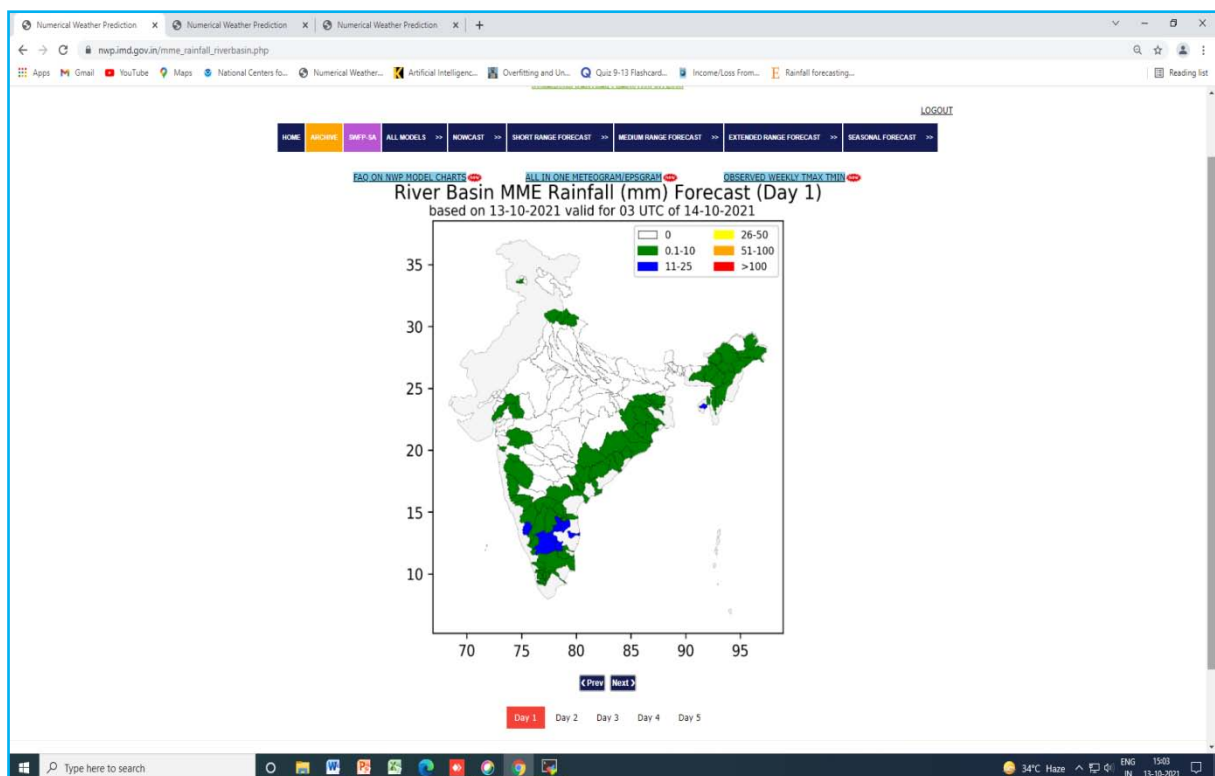 Numerical Weather Prediction x Numerical Weather Prediction x Numerical Weather Prediction x +
nwp.imd.gov.in/mme_rainfall_riverbasin.php
Apps Gmail YouTube Maps National Centers fo... Numerical Weather... Artificial Intelligenc... Overfitting and Un... Quiz 9-13 Flashcard... Income/Loss From... Rainfall forecasting... Reading list
LOGOUT
HOME ARCHIVE SWFP-SA ALL MODELS >> NOWCAST >> SHORT RANGE FORECAST >> MEDIUM RANGE FORECAST >> EXTENDED RANGE FORECAST >> SEASONAL FORECAST >>
FAQ ON NWP MODEL CHARTS ALL IN ONE METEOGRAM/EPSGRAM OBSERVED WEEKLY TMAX TMIN
River Basin MME Rainfall (mm) Forecast (Day 1)
based on 13-10-2021 valid for 03 UTC of 14-10-2021
0 26-50
0.1-10 51-100
11-25 >100
35
30
25
20
15
10
70 75 80 85 90 95
❮ Prev Next ❯
Day 1 Day 2 Day 3 Day 4 Day 5
Type here to search 34°C Haze ENG 15:03
IN 13-10-2021